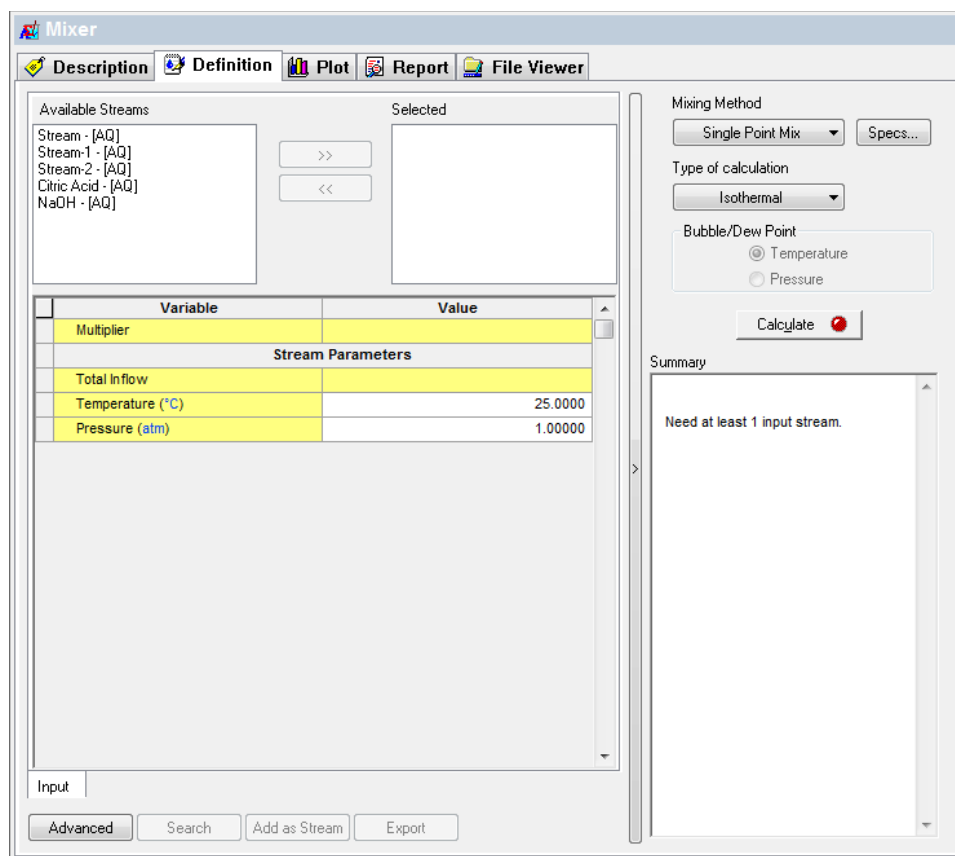 Mixer
Description Definition Plot Report File Viewer
Available Streams
Selected
Stream - [AQ]
Stream-1 - [AQ]
Stream-2 - [AQ]
Citric Acid - [AQ]
NaOH - [AQ]
>>
<<
Variable Value
Multiplier
Stream Parameters
Total Inflow
Temperature (°C) 25.0000
Pressure (atm) 1.00000
Input
Advanced Search Add as Stream Export
>
Mixing Method
Single Point Mix Specs...
Type of calculation
Isothermal
Bubble/Dew Point
Temperature
Pressure
Calculate
Summary
Need at least 1 input stream.